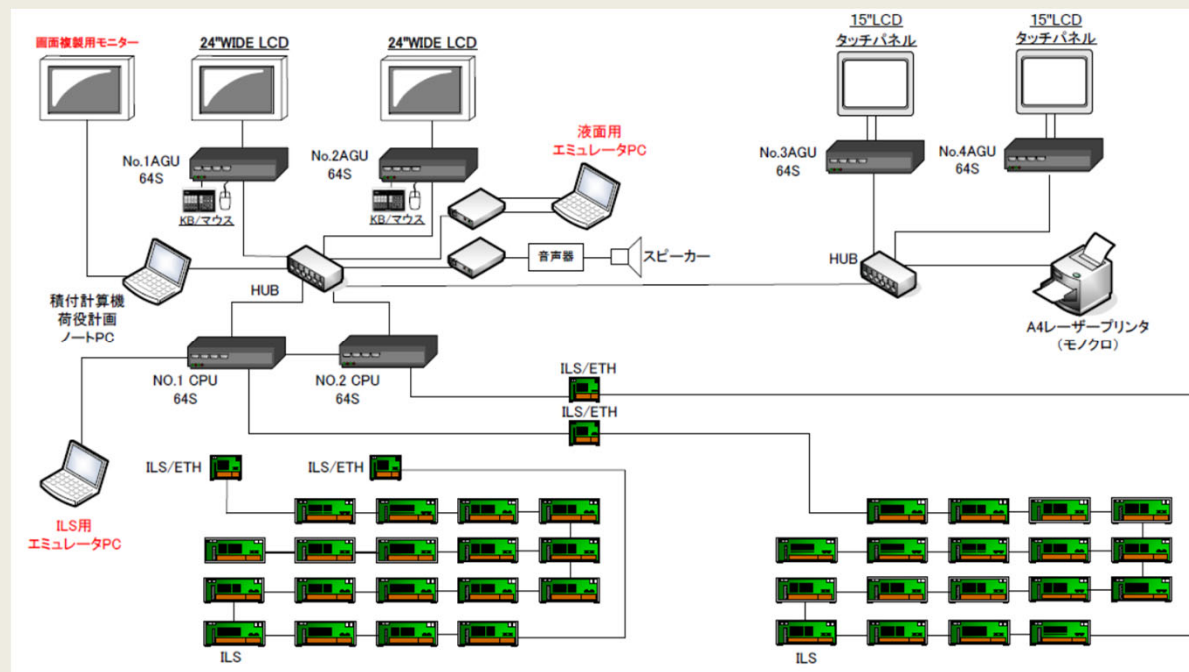 画面複製用モニター
24"WIDE LCD
24"WIDE LCD
15"LCD
タッチパネル
15"LCD
タッチパネル
No.1AGU
64S
KB/マウス
No.2AGU
64S
KB/マウス
液面用
エミュレータPC
No.3AGU
64S
No.4AGU
64S
音声器
スピーカー
HUB
HUB
積付計算機
荷役計画
ノートPC
A4レーザープリンタ
(モノクロ)
NO.1 CPU
64S
NO.2 CPU
64S
ILS/ETH
ILS/ETH
ILS/ETH
ILS/ETH
ILS用
エミュレータPC
ILS
ILS